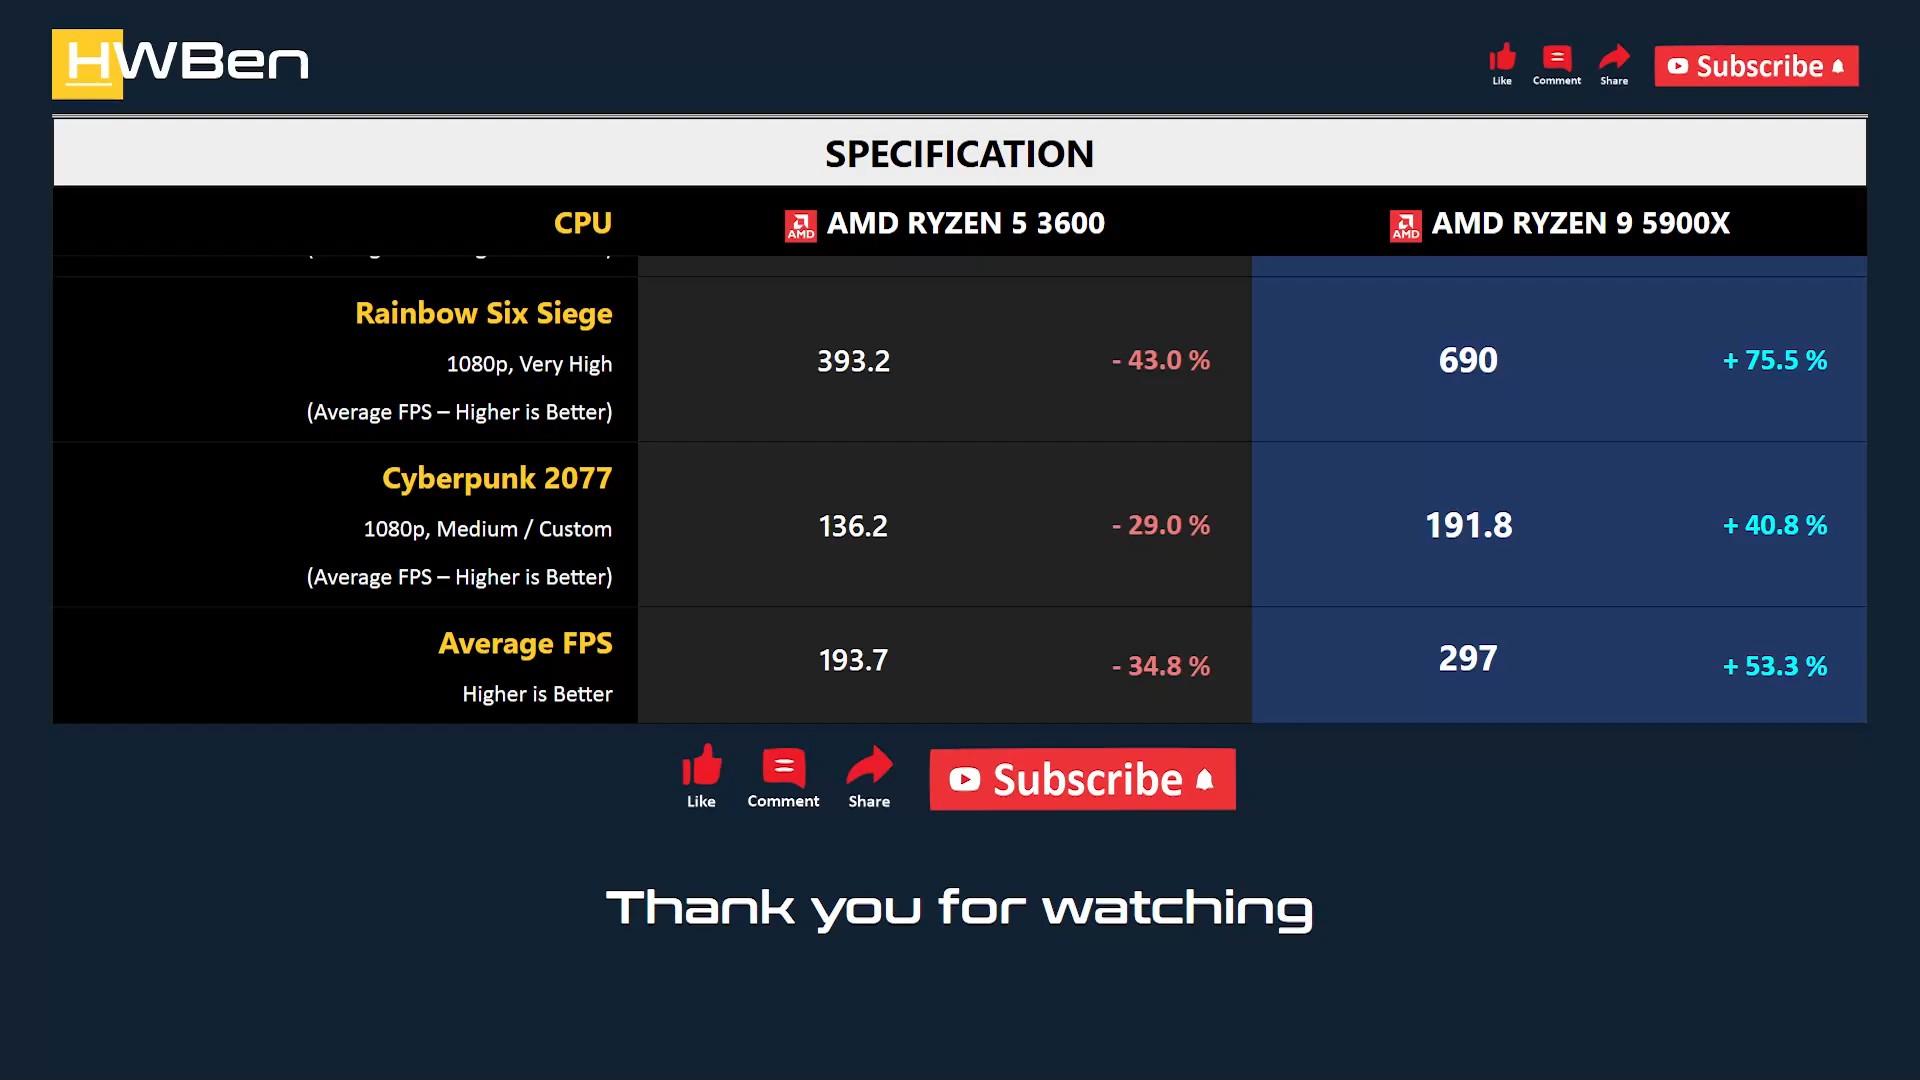 HWBen
Like Comment Share Subscribe
SPECIFICATION
CPU AMD AMD RYZEN 5 3600 AMD AMD RYZEN 9 5900X
Rainbow Six Siege
1080p, Very High 393.2 - 43.0 % 690 + 75.5 %
(Average FPS – Higher is Better)
Cyberpunk 2077
1080p, Medium / Custom 136.2 - 29.0 % 191.8 + 40.8 %
(Average FPS – Higher is Better)
Average FPS 193.7 - 34.8 % 297 + 53.3 %
Higher is Better
Like Comment Share Subscribe
Thank you for watching